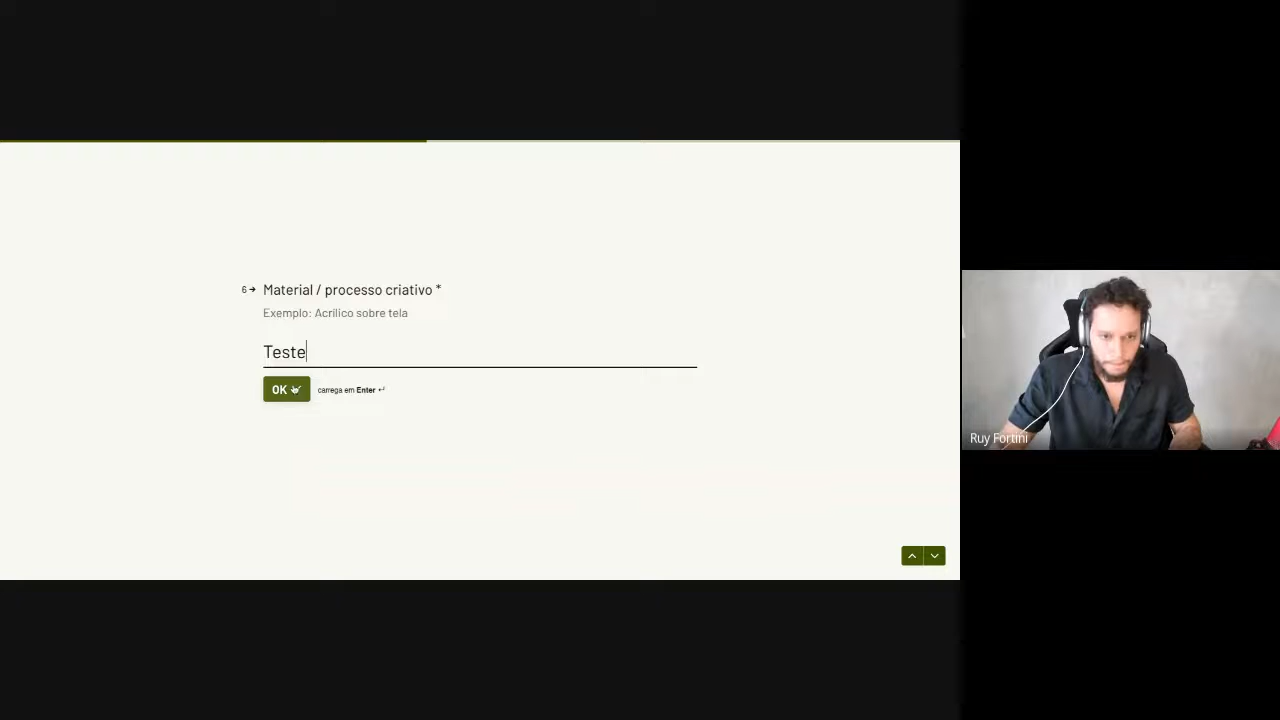 6→ Material / processo criativo *
Exemplo: Acrílico sobre tela
Teste
OK carrega em Enter ↵
Ruy Fortini